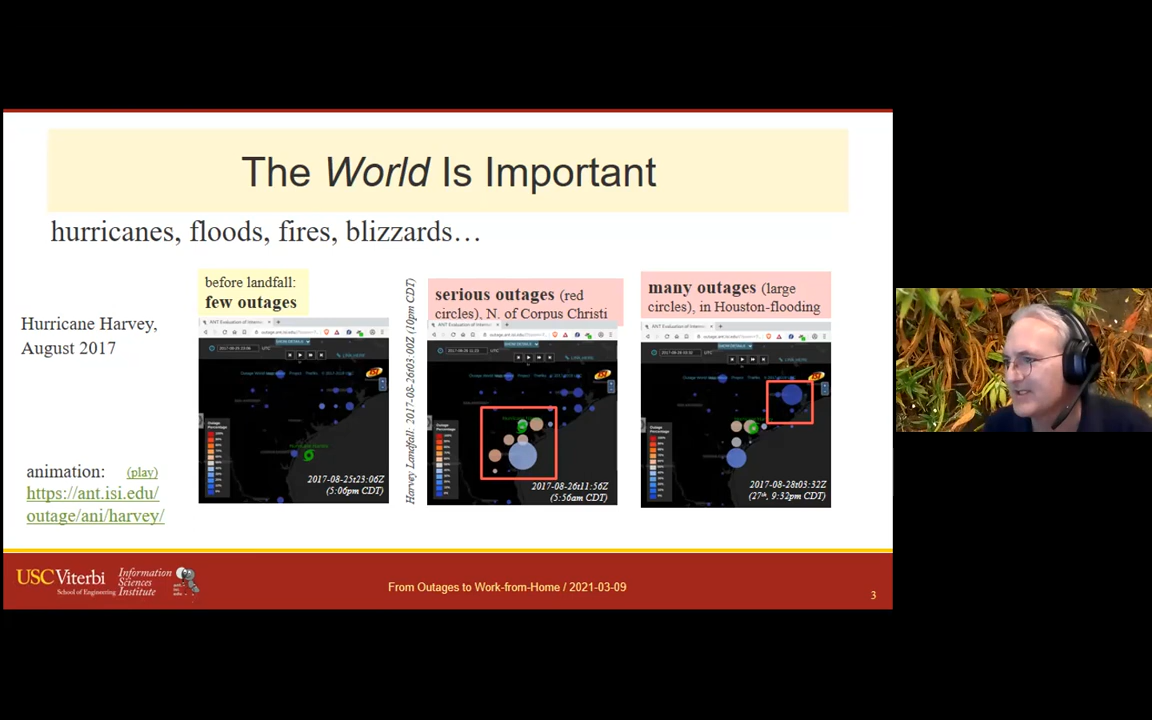 The World Is Important
hurricanes, floods, fires, blizzards…
Hurricane Harvey,
August 2017
animation: (play)
https://ant.isi.edu/
outage/ani/harvey/
before landfall:
few outages
2017-08-25t23:06Z
(5:06pm CDT)
Harvey Landfall: 2017-08-26t03:00Z (10pm CDT)
serious outages (red
circles), N. of Corpus Christi
2017-08-26t11:56Z
(5:56am CDT)
many outages (large
circles), in Houston-flooding
2017-08-28t03:32Z
(27th, 9:32pm CDT)
USC Viterbi
School of Engineering
Information
Sciences
Institute
From Outages to Work-from-Home / 2021-03-09
3